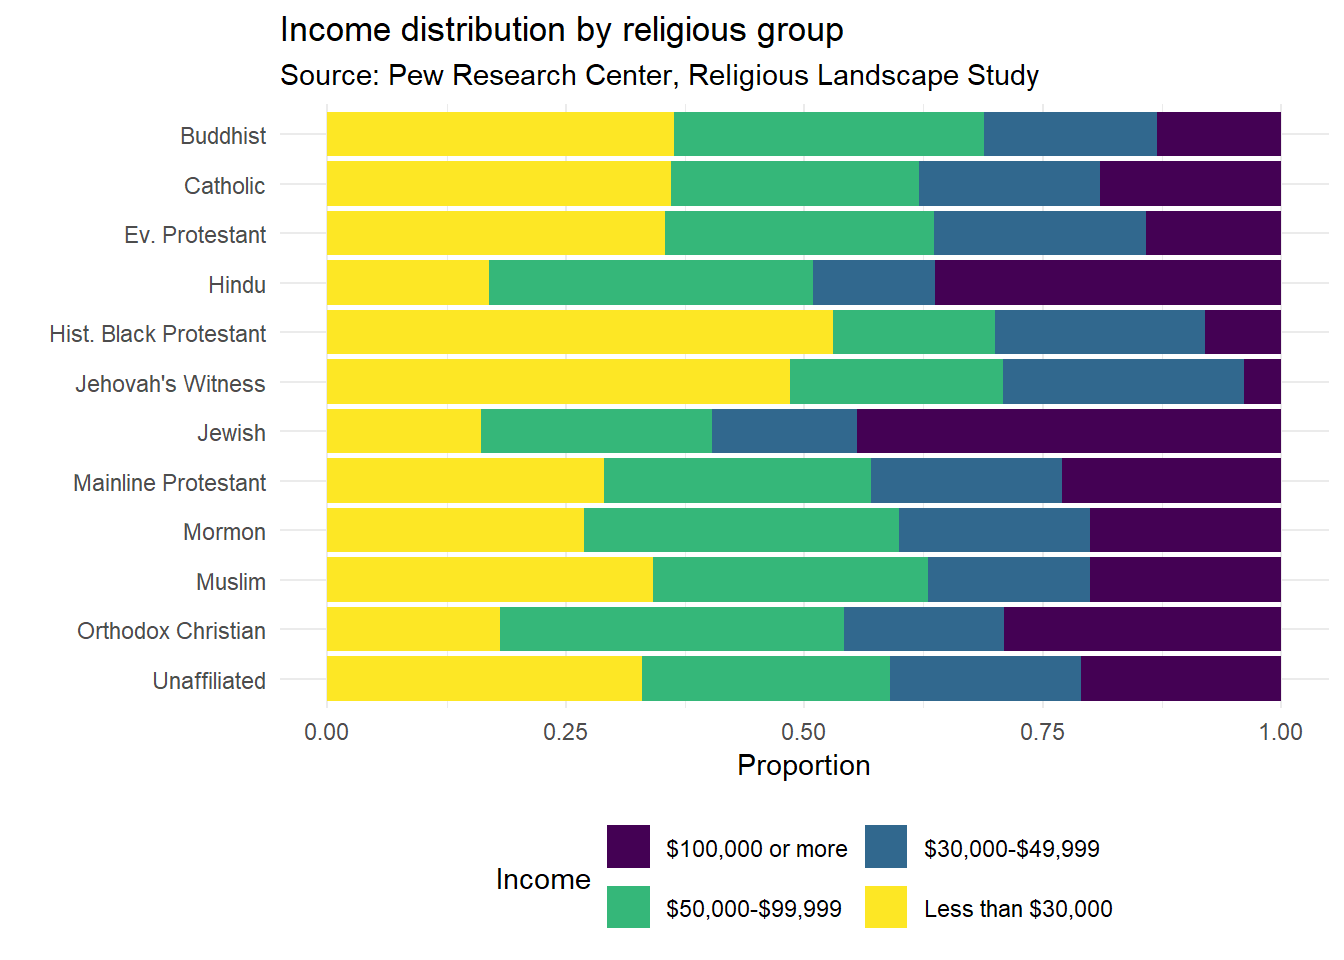 Income distribution by religious group
Source: Pew Research Center, Religious Landscape Study
Buddhist
Catholic
Ev. Protestant
Hindu
Hist. Black Protestant
Jehovah's Witness
Jewish
Mainline Protestant
Mormon
Muslim
Orthodox Christian
Unaffiliated
0.00 0.25 0.50 0.75 1.00
Proportion
Income
$100,000 or more $30,000-$49,999
$50,000-$99,999 Less than $30,000